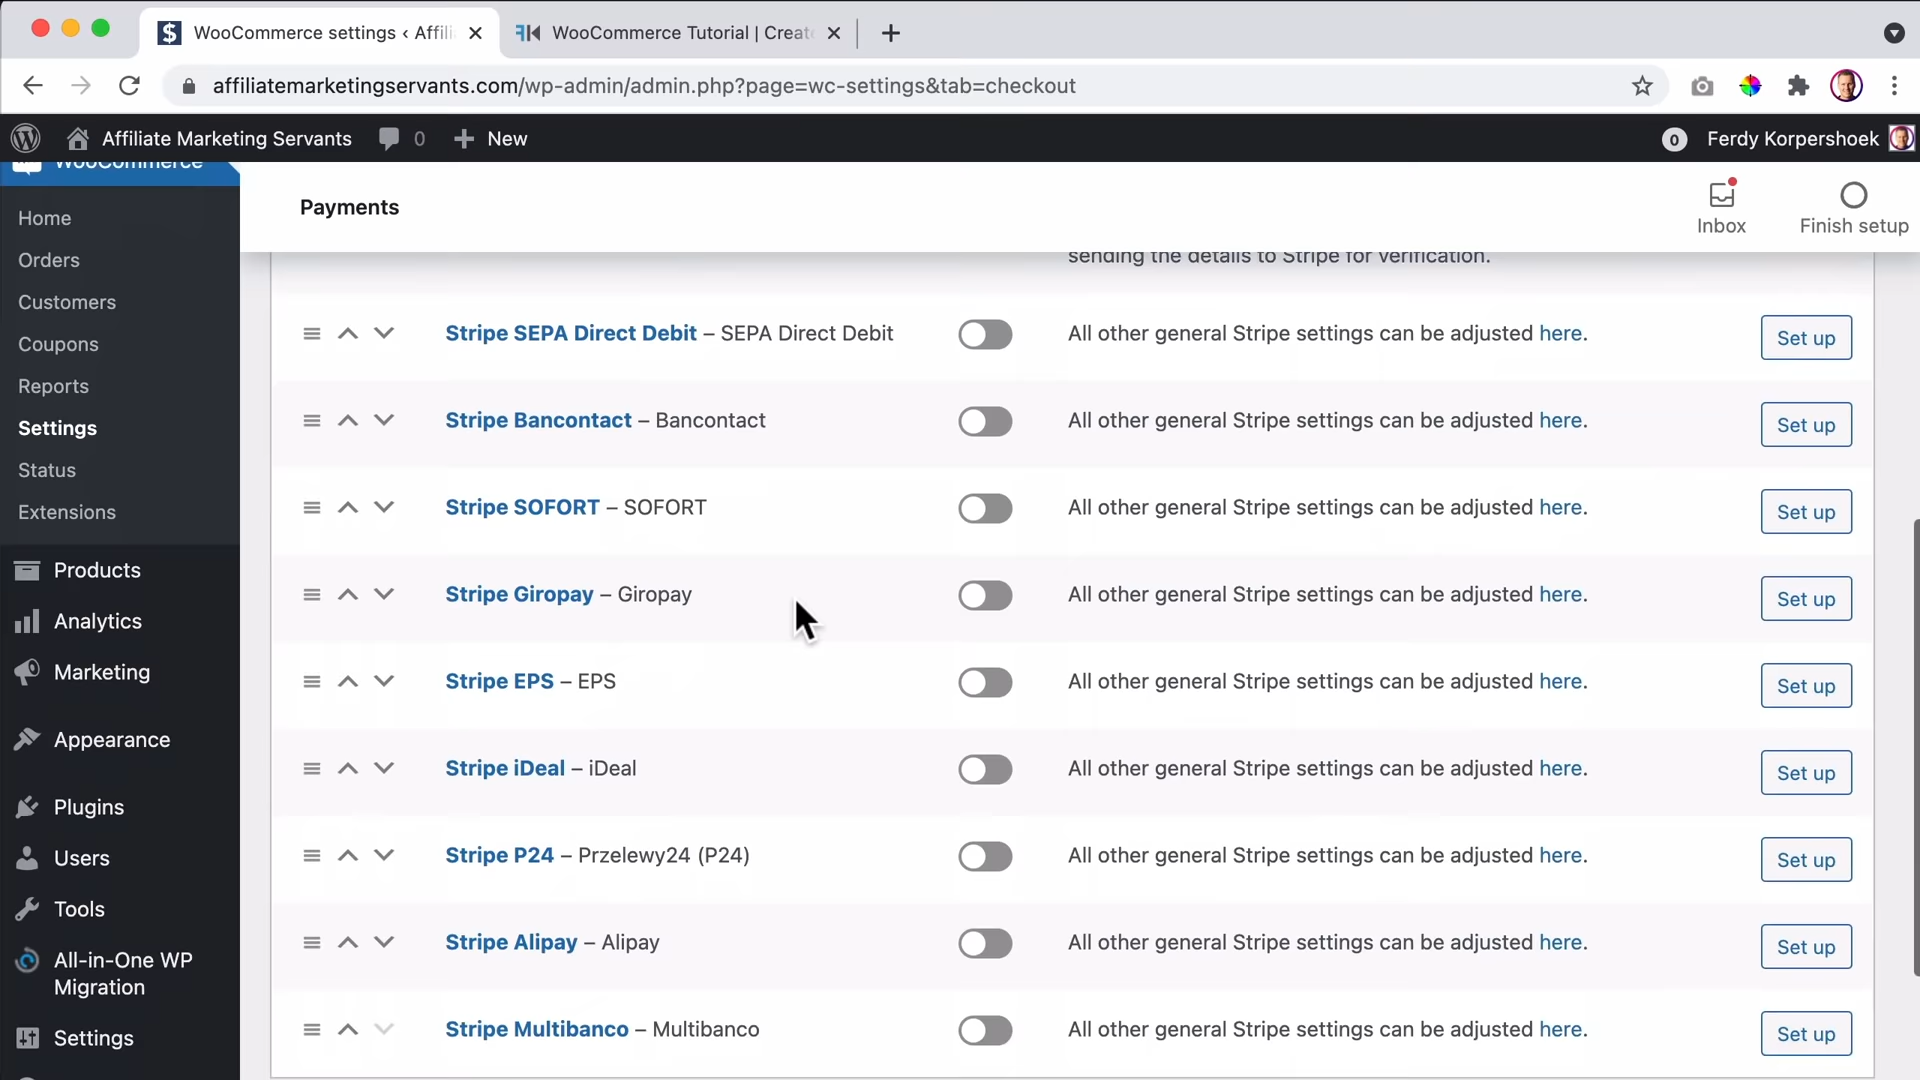 WooCommerce settings ‹ Affili
WooCommerce Tutorial | Creat
affiliatemarketingservants.com/wp-admin/admin.php?page=wc-settings&tab=checkout
Affiliate Marketing Servants
0
New
0
Ferdy Korpershoek
WooCommerce
Home
Orders
Customers
Coupons
Reports
Settings
Status
Extensions
Products
Analytics
Marketing
Appearance
Plugins
Users
Tools
All-in-One WP
Migration
Settings
Payments
Inbox
Finish setup
sending the details to Stripe for verification.
Stripe SEPA Direct Debit – SEPA Direct Debit All other general Stripe settings can be adjusted here. Set up
Stripe Bancontact – Bancontact All other general Stripe settings can be adjusted here. Set up
Stripe SOFORT – SOFORT All other general Stripe settings can be adjusted here. Set up
Stripe Giropay – Giropay All other general Stripe settings can be adjusted here. Set up
Stripe EPS – EPS All other general Stripe settings can be adjusted here. Set up
Stripe iDeal – iDeal All other general Stripe settings can be adjusted here. Set up
Stripe P24 – Przelewy24 (P24) All other general Stripe settings can be adjusted here. Set up
Stripe Alipay – Alipay All other general Stripe settings can be adjusted here. Set up
Stripe Multibanco – Multibanco All other general Stripe settings can be adjusted here. Set up